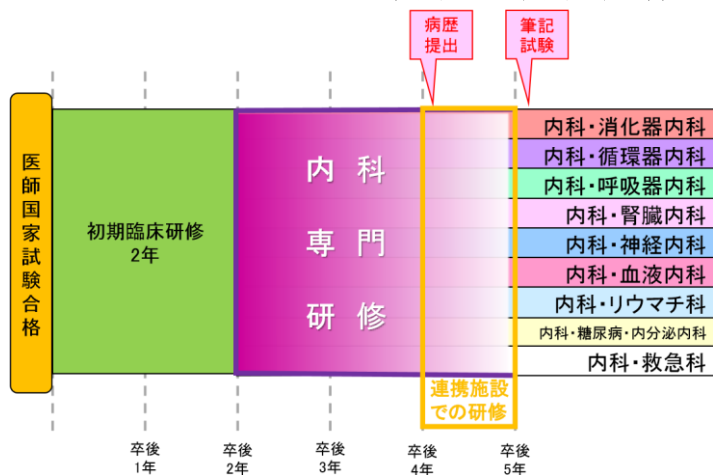 病歴
提出
筆記
試験
医師国家試験合格
初期臨床研修
2年
内 科
専 門
研 修
内科・消化器内科
内科・循環器内科
内科・呼吸器内科
内科・腎臓内科
内科・神経内科
内科・血液内科
内科・リウマチ科
内科・糖尿病・内分泌内科
内科・救急科
連携施設
での研修
卒後
1年
卒後
2年
卒後
3年
卒後
4年
卒後
5年